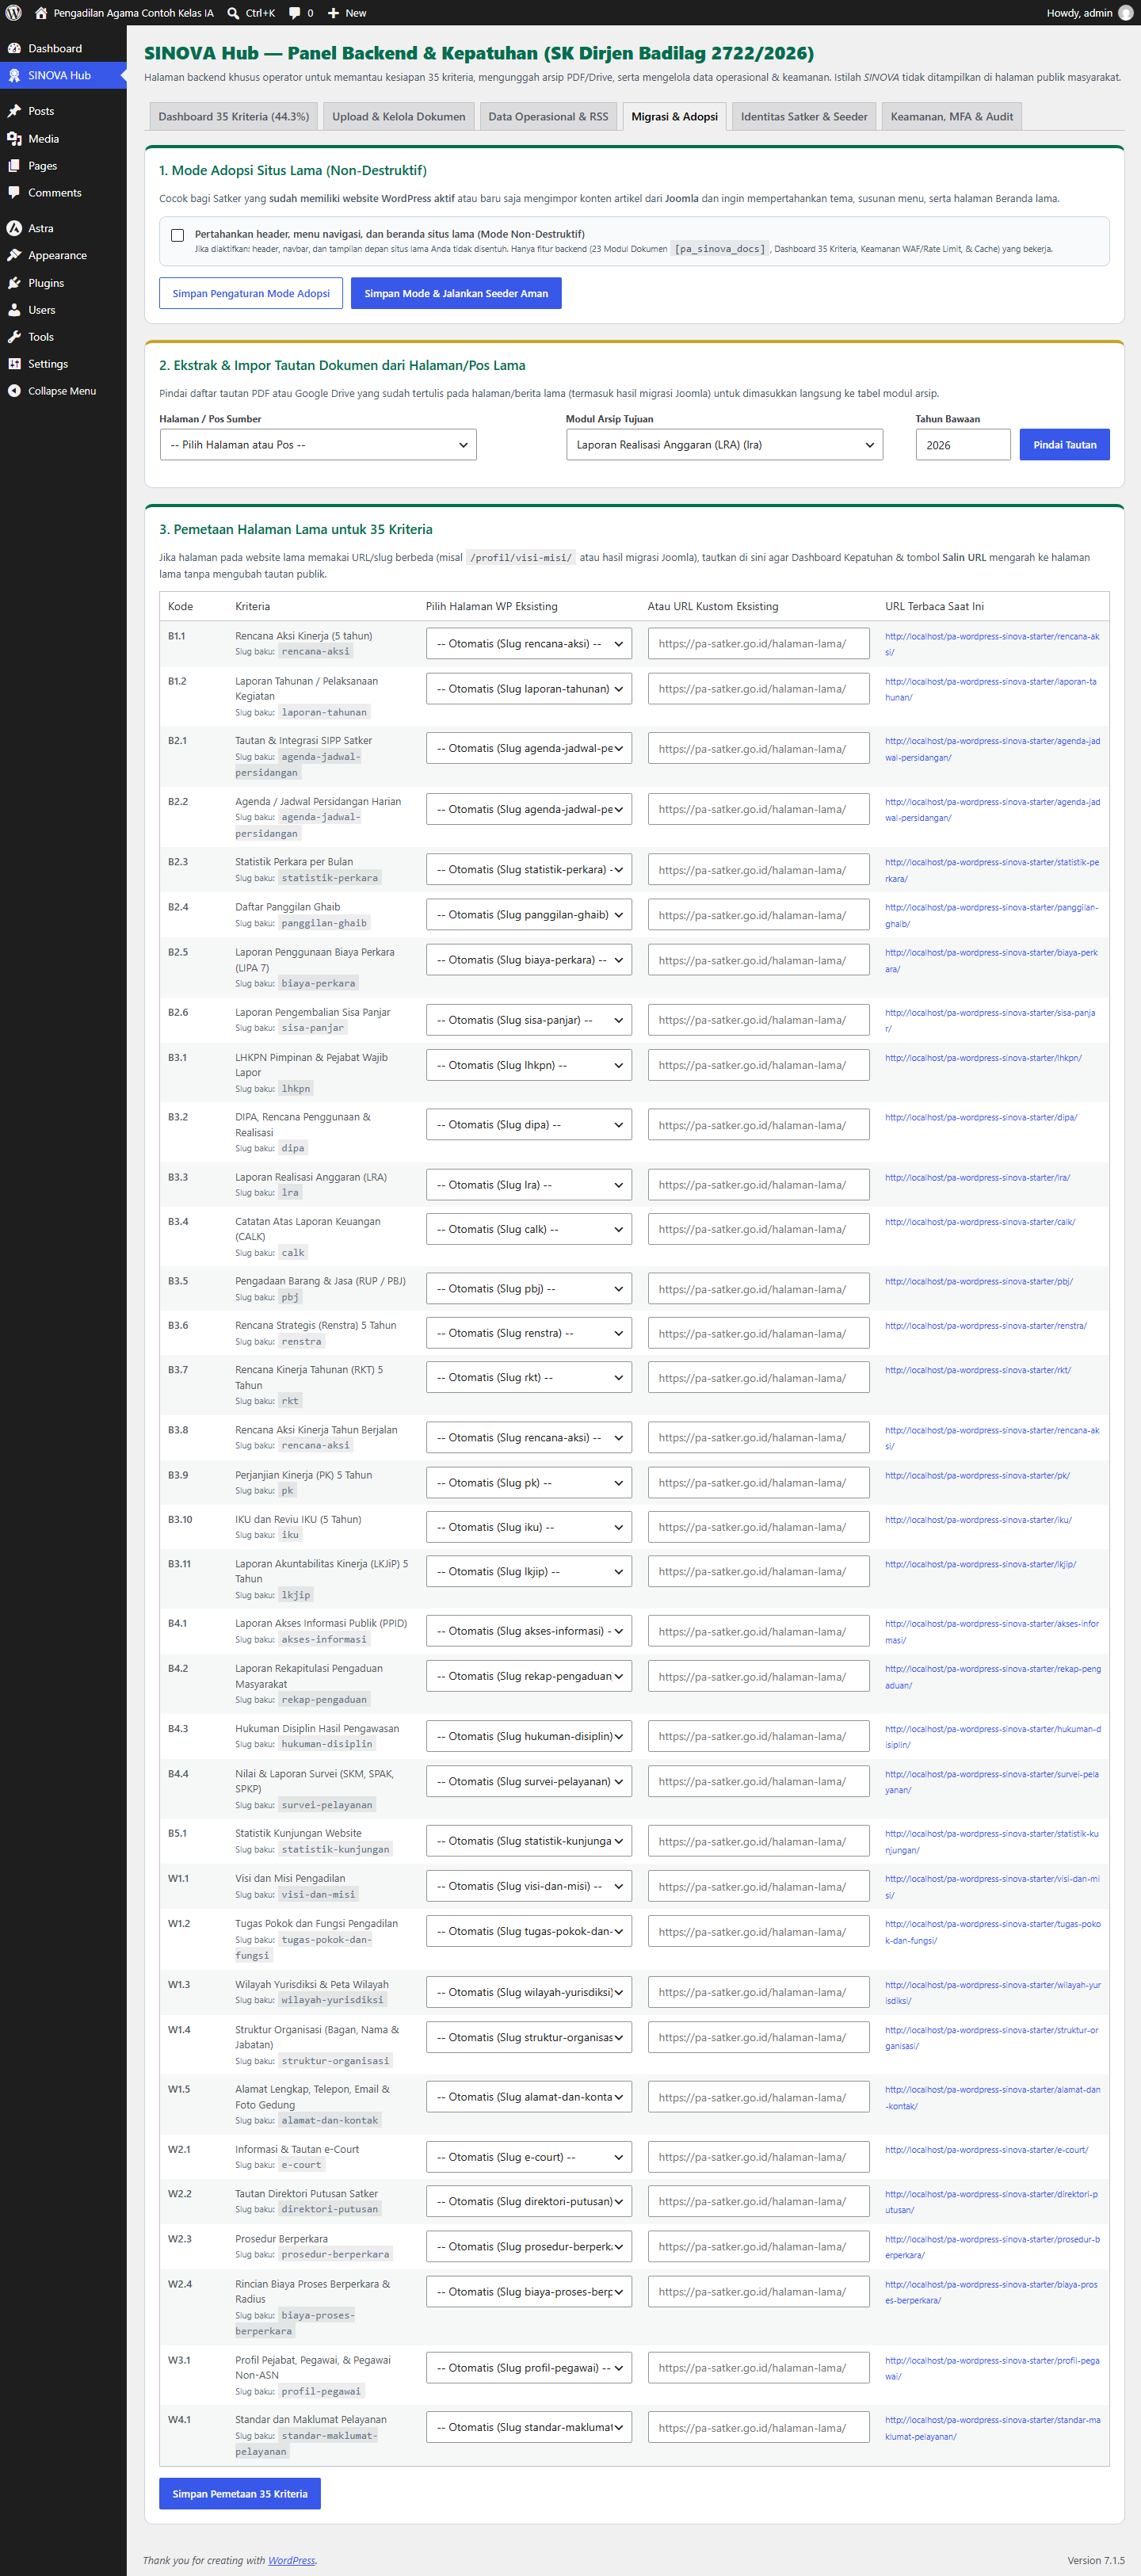 Pengadilan Agama Contoh Kelas IA
Ctrl+K
0
New
Howdy, admin
Dashboard
SINOVA Hub
Posts
Media
Pages
Comments
Astra
Appearance
Plugins
Users
Tools
Settings
Collapse Menu
SINOVA Hub — Panel Backend & Kepatuhan (SK Dirjen Badilag 2722/2026)
Halaman backend khusus operator untuk memantau kesiapan 35 kriteria, mengunggah arsip PDF/Drive, serta mengelola data operasional & keamanan. Istilah SINOVA tidak ditampilkan di halaman publik masyarakat.
Dashboard 35 Kriteria (44.3%)
Upload & Kelola Dokumen
Data Operasional & RSS
Migrasi & Adopsi
Identitas Satker & Seeder
Keamanan, MFA & Audit
1. Mode Adopsi Situs Lama (Non-Destruktif)
Cocok bagi Satker yang sudah memiliki website WordPress aktif atau baru saja mengimpor konten artikel dari Joomla dan ingin mempertahankan tema, susunan menu, serta halaman Beranda lama.
Pertahankan header, menu navigasi, dan beranda situs lama (Mode Non-Destruktif)
Jika diaktifkan: header, navbar, dan tampilan depan situs lama Anda tidak disentuh. Hanya fitur backend (23 Modul Dokumen [pa_sinova_docs] , Dashboard 35 Kriteria, Keamanan WAF/Rate Limit, & Cache) yang bekerja.
Simpan Pengaturan Mode Adopsi
Simpan Mode & Jalankan Seeder Aman
2. Ekstrak & Impor Tautan Dokumen dari Halaman/Pos Lama
Pindai daftar tautan PDF atau Google Drive yang sudah tertulis pada halaman/berita lama (termasuk hasil migrasi Joomla) untuk dimasukkan langsung ke tabel modul arsip.
Halaman / Pos Sumber
Modul Arsip Tujuan
Tahun Bawaan
-- Pilih Halaman atau Pos --
Laporan Realisasi Anggaran (LRA) (lra)
2026
Pindai Tautan
3. Pemetaan Halaman Lama untuk 35 Kriteria
Jika halaman pada website lama memakai URL/slug berbeda (misal /profil/visi-misi/ atau hasil migrasi Joomla), tautkan di sini agar Dashboard Kepatuhan & tombol Salin URL mengarah ke halaman
lama tanpa mengubah tautan publik.
Kode Kriteria Pilih Halaman WP Eksisting Atau URL Kustom Eksisting URL Terbaca Saat Ini
B1.1 Rencana Aksi Kinerja (5 tahun) -- Otomatis (Slug rencana-aksi) -- https://pa-satker.go.id/halaman-lama/ http://localhost/pa-wordpress-sinova-starter/rencana-ak
Slug baku: rencana-aksi si/
B1.2 Laporan Tahunan / Pelaksanaan -- Otomatis (Slug laporan-tahunan) https://pa-satker.go.id/halaman-lama/ http://localhost/pa-wordpress-sinova-starter/laporan-ta
Kegiatan hunan/
Slug baku: laporan-tahunan
B2.1 Tautan & Integrasi SIPP Satker -- Otomatis (Slug agenda-jadwal-pe https://pa-satker.go.id/halaman-lama/ http://localhost/pa-wordpress-sinova-starter/agenda-jad
Slug baku: agenda-jadwal- wal-persidangan/
persidangan
B2.2 Agenda / Jadwal Persidangan Harian -- Otomatis (Slug agenda-jadwal-pe https://pa-satker.go.id/halaman-lama/ http://localhost/pa-wordpress-sinova-starter/agenda-jad
Slug baku: agenda-jadwal- wal-persidangan/
persidangan
B2.3 Statistik Perkara per Bulan -- Otomatis (Slug statistik-perkara) - https://pa-satker.go.id/halaman-lama/ http://localhost/pa-wordpress-sinova-starter/statistik-pe
Slug baku: statistik-perkara rkara/
B2.4 Daftar Panggilan Ghaib -- Otomatis (Slug panggilan-ghaib) https://pa-satker.go.id/halaman-lama/ http://localhost/pa-wordpress-sinova-starter/panggilan-
Slug baku: panggilan-ghaib ghaib/
B2.5 Laporan Penggunaan Biaya Perkara -- Otomatis (Slug biaya-perkara) -- https://pa-satker.go.id/halaman-lama/ http://localhost/pa-wordpress-sinova-starter/biaya-perk
(LIPA 7) ara/
Slug baku: biaya-perkara
B2.6 Laporan Pengembalian Sisa Panjar -- Otomatis (Slug sisa-panjar) -- https://pa-satker.go.id/halaman-lama/ http://localhost/pa-wordpress-sinova-starter/sisa-panja
Slug baku: sisa-panjar r/
B3.1 LHKPN Pimpinan & Pejabat Wajib -- Otomatis (Slug lhkpn) -- https://pa-satker.go.id/halaman-lama/ http://localhost/pa-wordpress-sinova-starter/lhkpn/
Lapor
Slug baku: lhkpn
B3.2 DIPA, Rencana Penggunaan & -- Otomatis (Slug dipa) -- https://pa-satker.go.id/halaman-lama/ http://localhost/pa-wordpress-sinova-starter/dipa/
Realisasi
Slug baku: dipa
B3.3 Laporan Realisasi Anggaran (LRA) -- Otomatis (Slug lra) -- https://pa-satker.go.id/halaman-lama/ http://localhost/pa-wordpress-sinova-starter/lra/
Slug baku: lra
B3.4 Catatan Atas Laporan Keuangan -- Otomatis (Slug calk) -- https://pa-satker.go.id/halaman-lama/ http://localhost/pa-wordpress-sinova-starter/calk/
(CALK)
Slug baku: calk
B3.5 Pengadaan Barang & Jasa (RUP / PBJ) -- Otomatis (Slug pbj) -- https://pa-satker.go.id/halaman-lama/ http://localhost/pa-wordpress-sinova-starter/pbj/
Slug baku: pbj
B3.6 Rencana Strategis (Renstra) 5 Tahun -- Otomatis (Slug renstra) -- https://pa-satker.go.id/halaman-lama/ http://localhost/pa-wordpress-sinova-starter/renstra/
Slug baku: renstra
B3.7 Rencana Kinerja Tahunan (RKT) 5 -- Otomatis (Slug rkt) -- https://pa-satker.go.id/halaman-lama/ http://localhost/pa-wordpress-sinova-starter/rkt/
Tahun
Slug baku: rkt
B3.8 Rencana Aksi Kinerja Tahun Berjalan -- Otomatis (Slug rencana-aksi) -- https://pa-satker.go.id/halaman-lama/ http://localhost/pa-wordpress-sinova-starter/rencana-ak
Slug baku: rencana-aksi si/
B3.9 Perjanjian Kinerja (PK) 5 Tahun -- Otomatis (Slug pk) -- https://pa-satker.go.id/halaman-lama/ http://localhost/pa-wordpress-sinova-starter/pk/
Slug baku: pk
B3.10 IKU dan Reviu IKU (5 Tahun) -- Otomatis (Slug iku) -- https://pa-satker.go.id/halaman-lama/ http://localhost/pa-wordpress-sinova-starter/iku/
Slug baku: iku
B3.11 Laporan Akuntabilitas Kinerja (LKJiP) 5 -- Otomatis (Slug lkjip) -- https://pa-satker.go.id/halaman-lama/ http://localhost/pa-wordpress-sinova-starter/lkjip/
Tahun
Slug baku: lkjip
B4.1 Laporan Akses Informasi Publik (PPID) -- Otomatis (Slug akses-informasi) - https://pa-satker.go.id/halaman-lama/ http://localhost/pa-wordpress-sinova-starter/akses-infor
Slug baku: akses-informasi masi/
B4.2 Laporan Rekapitulasi Pengaduan -- Otomatis (Slug rekap-pengaduan) https://pa-satker.go.id/halaman-lama/ http://localhost/pa-wordpress-sinova-starter/rekap-peng
Masyarakat aduan/
Slug baku: rekap-pengaduan
B4.3 Hukuman Disiplin Hasil Pengawasan -- Otomatis (Slug hukuman-disiplin) https://pa-satker.go.id/halaman-lama/ http://localhost/pa-wordpress-sinova-starter/hukuman-d
Slug baku: hukuman-disiplin isiplin/
B4.4 Nilai & Laporan Survei (SKM, SPAK, -- Otomatis (Slug survei-pelayanan) https://pa-satker.go.id/halaman-lama/ http://localhost/pa-wordpress-sinova-starter/survei-pela
SPKP) yanan/
Slug baku: survei-pelayanan
B5.1 Statistik Kunjungan Website -- Otomatis (Slug statistik-kunjunga https://pa-satker.go.id/halaman-lama/ http://localhost/pa-wordpress-sinova-starter/statistik-ku
Slug baku: statistik-kunjungan njungan/
W1.1 Visi dan Misi Pengadilan -- Otomatis (Slug visi-dan-misi) -- https://pa-satker.go.id/halaman-lama/ http://localhost/pa-wordpress-sinova-starter/visi-dan-mi
Slug baku: visi-dan-misi si/
W1.2 Tugas Pokok dan Fungsi Pengadilan -- Otomatis (Slug tugas-pokok-dan- https://pa-satker.go.id/halaman-lama/ http://localhost/pa-wordpress-sinova-starter/tugas-poko
Slug baku: tugas-pokok-dan- k-dan-fungsi/
fungsi
W1.3 Wilayah Yurisdiksi & Peta Wilayah -- Otomatis (Slug wilayah-yurisdiksi) https://pa-satker.go.id/halaman-lama/ http://localhost/pa-wordpress-sinova-starter/wilayah-yur
Slug baku: wilayah-yurisdiksi isdiksi/
W1.4 Struktur Organisasi (Bagan, Nama & -- Otomatis (Slug struktur-organisas https://pa-satker.go.id/halaman-lama/ http://localhost/pa-wordpress-sinova-starter/struktur-or
Jabatan) ganisasi/
Slug baku: struktur-organisasi
W1.5 Alamat Lengkap, Telepon, Email & -- Otomatis (Slug alamat-dan-konta https://pa-satker.go.id/halaman-lama/ http://localhost/pa-wordpress-sinova-starter/alamat-dan
Foto Gedung -kontak/
Slug baku: alamat-dan-kontak
W2.1 Informasi & Tautan e-Court -- Otomatis (Slug e-court) -- https://pa-satker.go.id/halaman-lama/ http://localhost/pa-wordpress-sinova-starter/e-court/
Slug baku: e-court
W2.2 Tautan Direktori Putusan Satker -- Otomatis (Slug direktori-putusan) https://pa-satker.go.id/halaman-lama/ http://localhost/pa-wordpress-sinova-starter/direktori-p
Slug baku: direktori-putusan utusan/
W2.3 Prosedur Berperkara -- Otomatis (Slug prosedur-berperk https://pa-satker.go.id/halaman-lama/ http://localhost/pa-wordpress-sinova-starter/prosedur-b
Slug baku: prosedur-berperkara erperkara/
W2.4 Rincian Biaya Proses Berperkara & -- Otomatis (Slug biaya-proses-berp https://pa-satker.go.id/halaman-lama/ http://localhost/pa-wordpress-sinova-starter/biaya-pros
Radius es-berperkara/
Slug baku: biaya-proses-
berperkara
W3.1 Profil Pejabat, Pegawai, & Pegawai -- Otomatis (Slug profil-pegawai) -- https://pa-satker.go.id/halaman-lama/ http://localhost/pa-wordpress-sinova-starter/profil-pega
Non-ASN wai/
Slug baku: profil-pegawai
W4.1 Standar dan Maklumat Pelayanan -- Otomatis (Slug standar-maklumat https://pa-satker.go.id/halaman-lama/ http://localhost/pa-wordpress-sinova-starter/standar-ma
Slug baku: standar-maklumat- klumat-pelayanan/
pelayanan
Simpan Pemetaan 35 Kriteria
Thank you for creating with WordPress.
Version 7.1.5